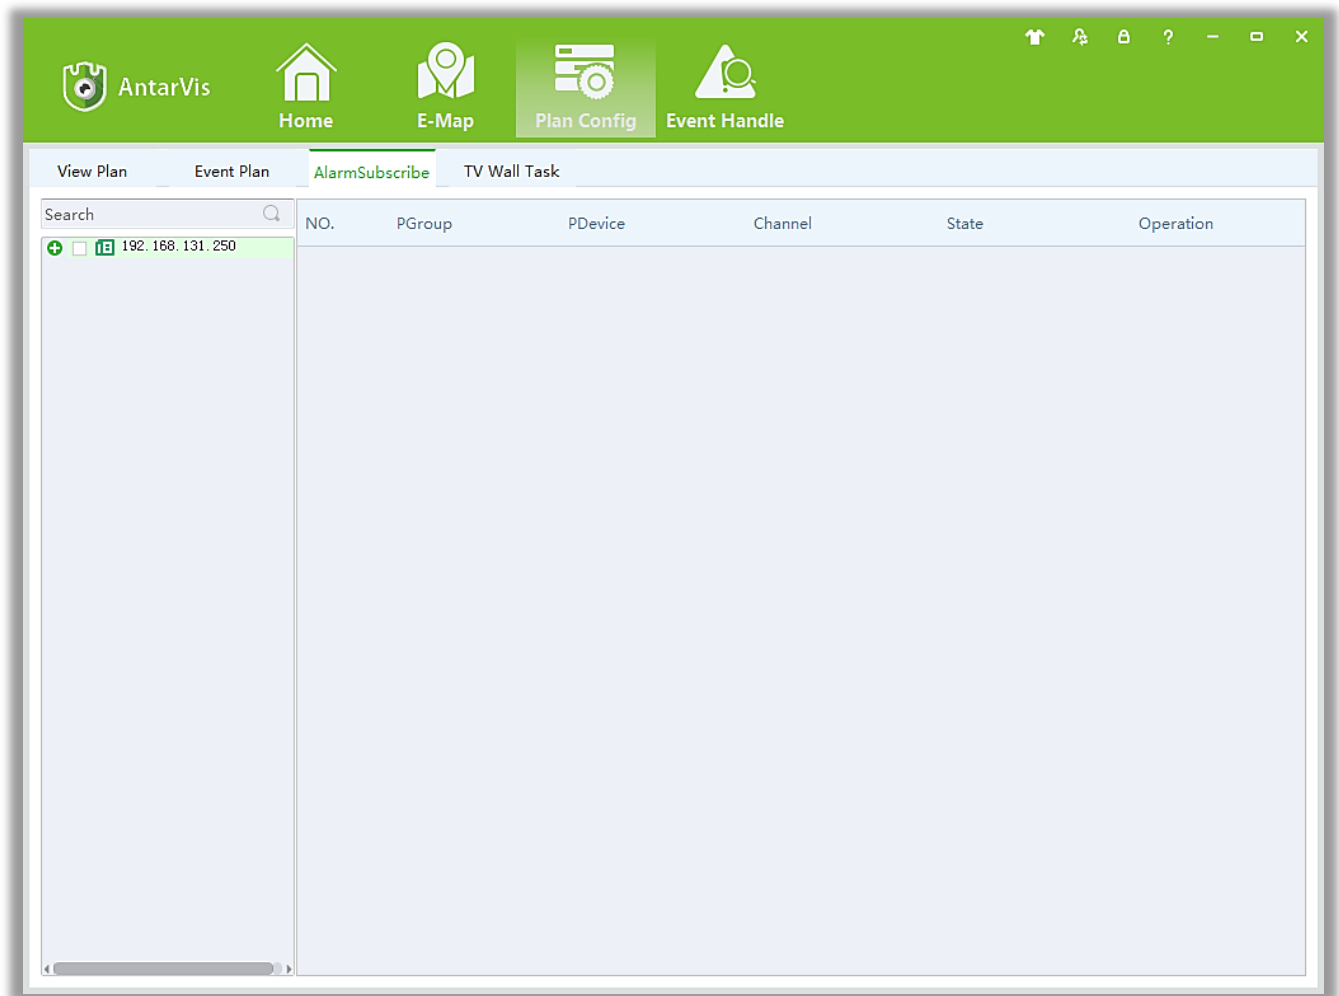 AntarVis
Home
E-Map
Plan Config
Event Handle
?
View Plan
Event Plan
AlarmSubscribe
TV Wall Task
Search
192.168.131.250
NO.
PGroup
PDevice
Channel
State
Operation